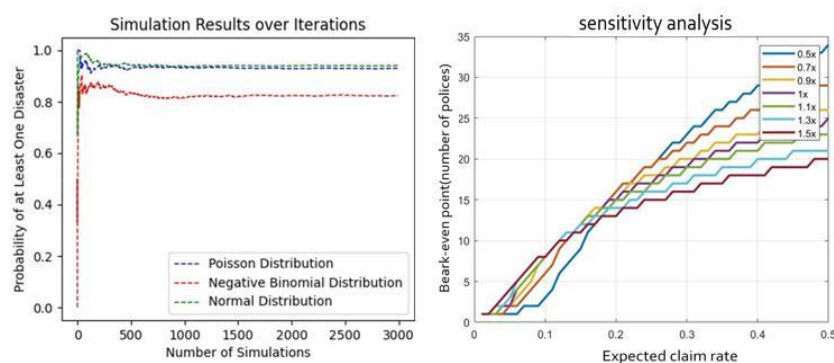 Simulation Results over Iterations
Probability of at Least One Disaster
1.0
0.8
0.6
0.4
0.2
0.0
Poisson Distribution
Negative Binomial Distribution
Normal Distribution
0 500 1000 1500 2000 2500 3000
Number of Simulations
sensitivity analysis
Beark-even point(number of polices)
35
30
25
20
15
10
5
0
0.5x
0.7x
0.9x
1x
1.1x
1.3x
1.5x
0 0.1 0.2 0.3 0.4 0.5
Expected claim rate